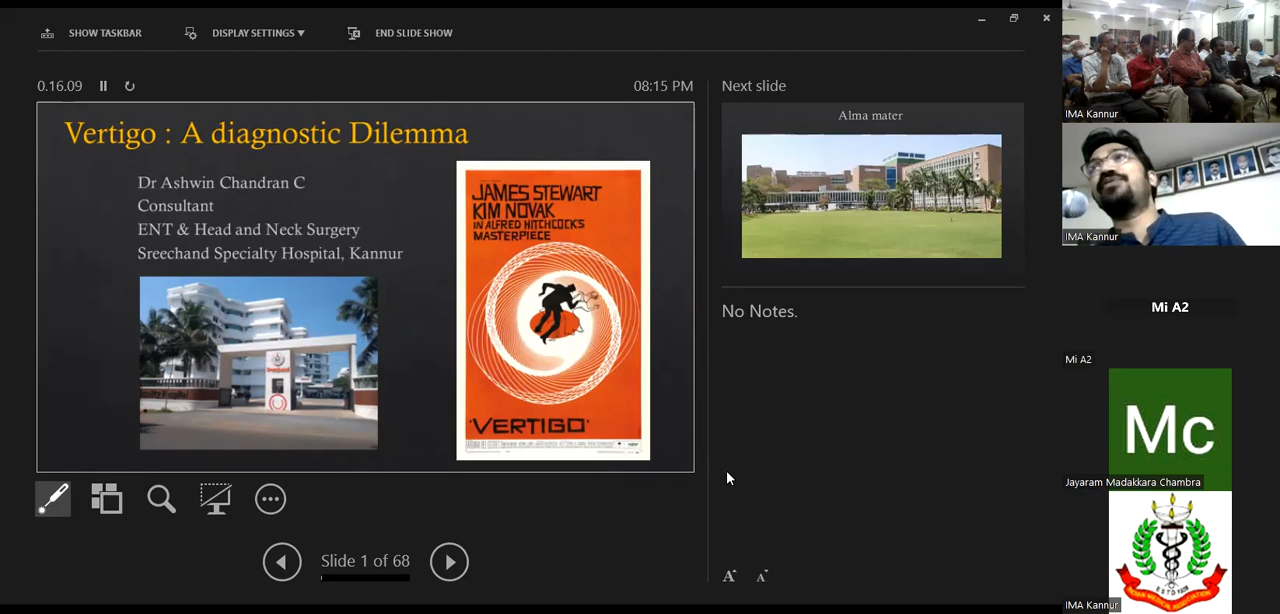 SHOW TASKBAR
DISPLAY SETTINGS ▼
END SLIDE SHOW
0.16.09
08:15 PM
Vertigo : A diagnostic Dilemma
Dr Ashwin Chandran C
Consultant
ENT & Head and Neck Surgery
Sreechand Specialty Hospital, Kannur
JAMES STEWART
KIM NOVAK
IN ALFRED HITCHCOCK'S
MASTERPIECE
'VERTIGO'
Slide 1 of 68
Next slide
Alma mater
No Notes.
A
A
IMA Kannur
IMA Kannur
Mi A2
Mi A2
Mc
Jayaram Madakkara Chambra
INDIAN MEDICAL ASSOCIATION
IMA Kannur